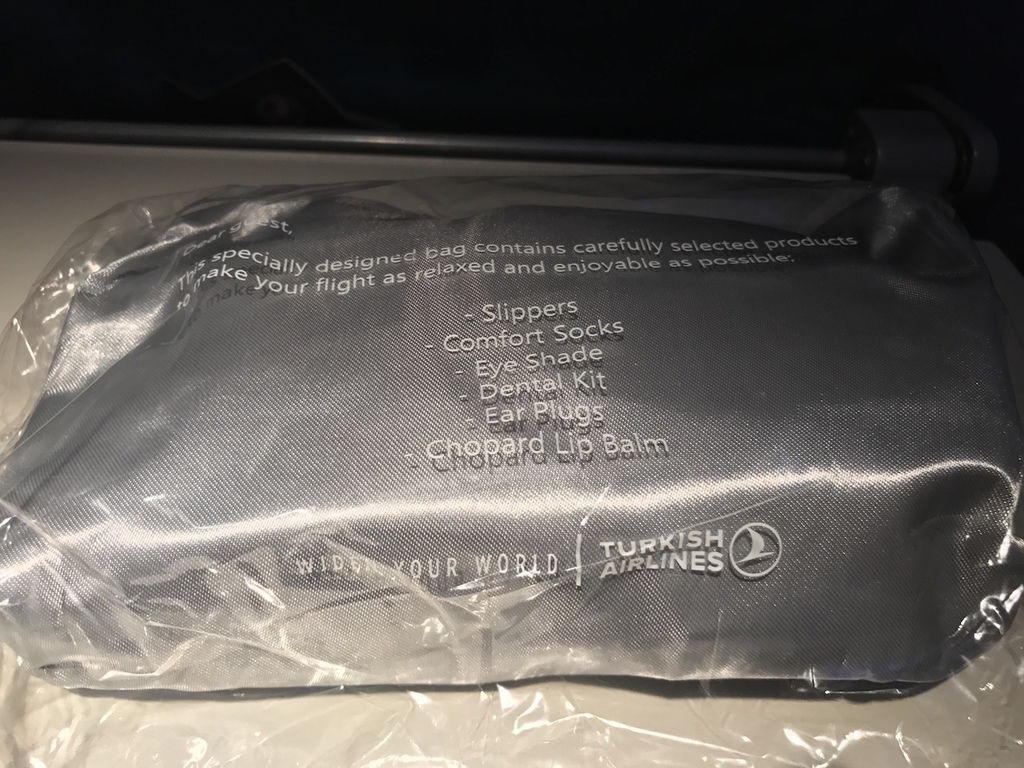 Dear guest,
This specially designed bag contains carefully selected products
to make your flight as relaxed and enjoyable as possible:
- Slippers
- Comfort Socks
- Eye Shade
- Dental Kit
- Ear Plugs
- Chopard Lip Balm
WIDEN YOUR WORLD | TURKISH
AIRLINES